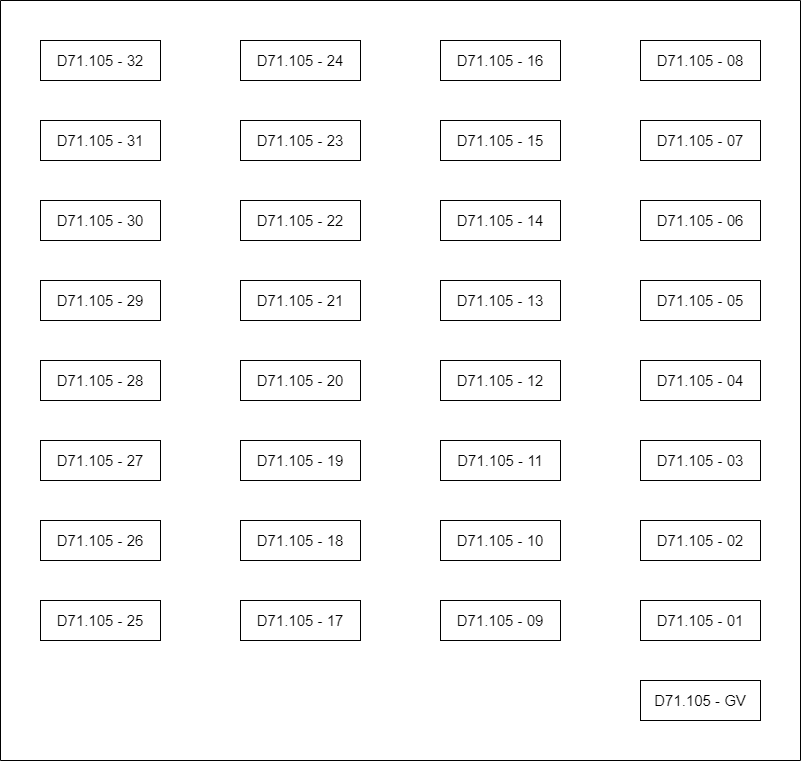 D71.105 - 32
D71.105 - 24
D71.105 - 16
D71.105 - 08
D71.105 - 31
D71.105 - 23
D71.105 - 15
D71.105 - 07
D71.105 - 30
D71.105 - 22
D71.105 - 14
D71.105 - 06
D71.105 - 29
D71.105 - 21
D71.105 - 13
D71.105 - 05
D71.105 - 28
D71.105 - 20
D71.105 - 12
D71.105 - 04
D71.105 - 27
D71.105 - 19
D71.105 - 11
D71.105 - 03
D71.105 - 26
D71.105 - 18
D71.105 - 10
D71.105 - 02
D71.105 - 25
D71.105 - 17
D71.105 - 09
D71.105 - 01
D71.105 - GV